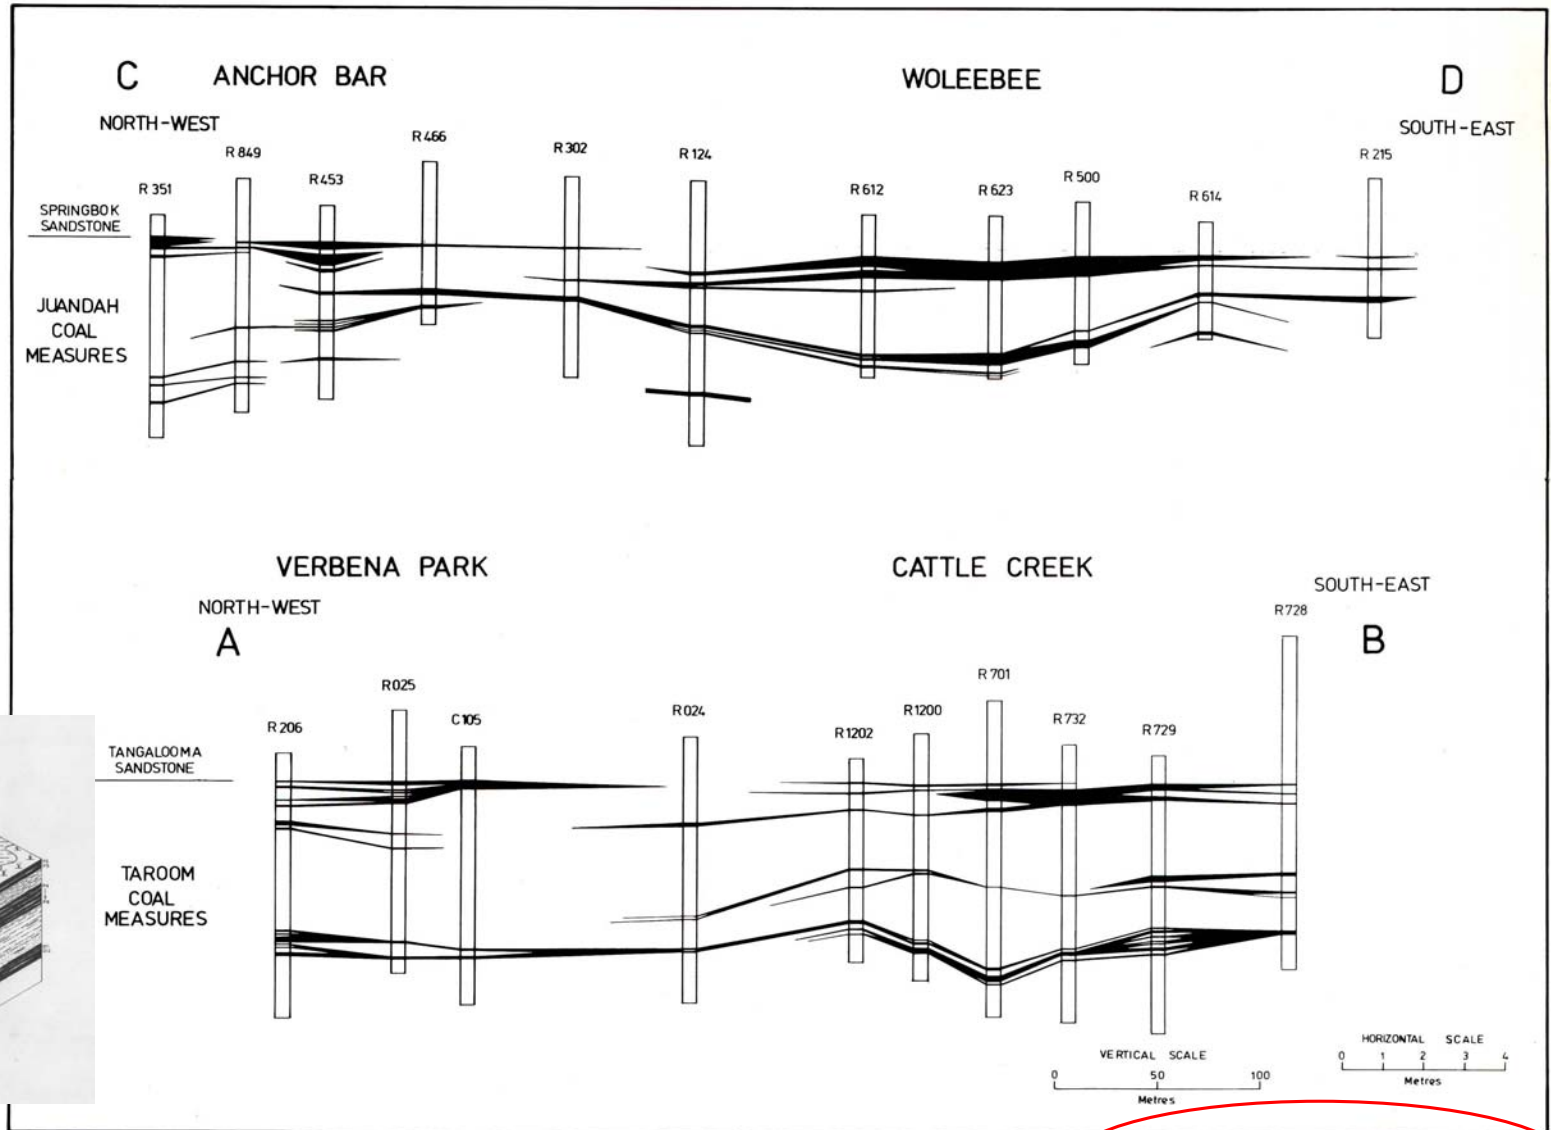 C ANCHOR BAR WOLEEBEE D
NORTH-WEST SOUTH-EAST
R 351 R 849 R453 R 466 R 302 R 124 R 612 R 623 R 500 R 614 R 215
SPRINGBOK
SANDSTONE
JUANDAH
COAL
MEASURES
VERBENA PARK CATTLE CREEK
NORTH-WEST SOUTH-EAST
A B
R 206 R025 C105 R024 R1202 R1200 R 701 R 732 R729 R728
TANGALOOMA
SANDSTONE
TAROOM
COAL
MEASURES
VERTICAL SCALE
0 50 100
Metres
HORIZONTAL SCALE
0 1 2 3 4
Metres